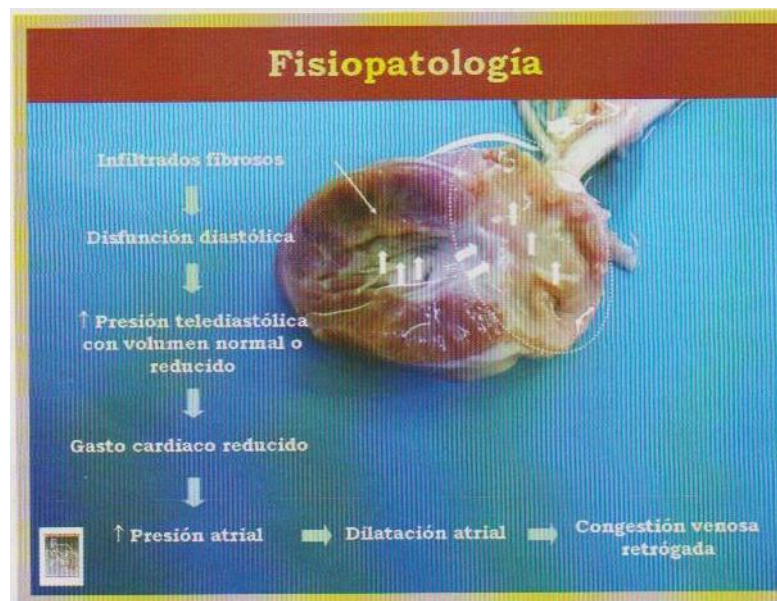 Fisiopatología
Infiltrados fibrosos
Disfunción diastólica
↑ Presión telediastólica
con volumen normal o
reducido
Gasto cardiaco reducido
↑ Presión atrial
Dilatación atrial
Congestión venosa
retrógada